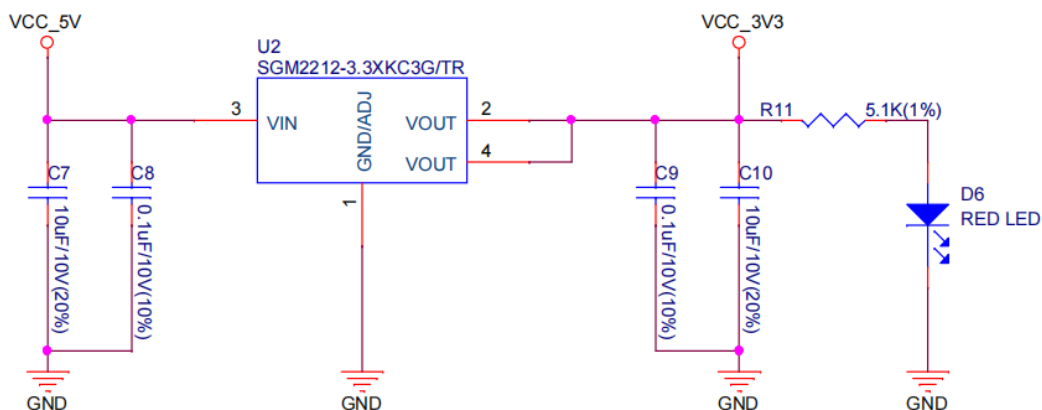 VCC_5V
VCC_3V3
U2
SGM2212-3.3XKC3G/TR
3
VIN
GND/ADJ
VOUT
2
VOUT
4
1
R11
5.1K(1%)
C7
10uF/10V(20%)
C8
0.1uF/10V(10%)
C9
0.1uF/10V(10%)
C10
10uF/10V(20%)
D6
RED LED
GND
GND
GND
GND